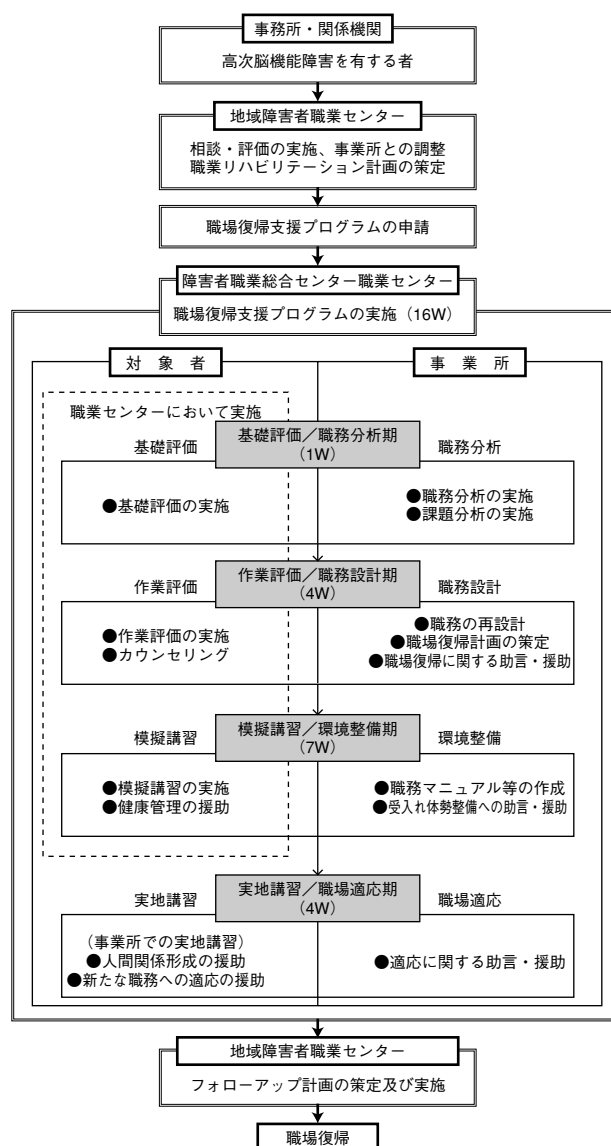 事務所・関係機関
高次脳機能障害を有する者
地域障害者職業センター
相談・評価の実施、事業所との調整
職業リハビリテーション計画の策定
職場復帰支援プログラムの申請
障害者職業総合センター職業センター
職場復帰支援プログラムの実施（16W）
対　象　者
事　業　所
職業センターにおいて実施
基礎評価／職務分析期
（1W）
基礎評価
職務分析
●基礎評価の実施
●職務分析の実施
●課題分析の実施
作業評価／職務設計期
（4W）
作業評価
職務設計
●作業評価の実施
●カウンセリング
●職務の再設計
●職場復帰計画の策定
●職場復帰に関する助言・援助
模擬講習／環境整備期
（7W）
模擬講習
環境整備
●模擬講習の実施
●健康管理の援助
●職務マニュアル等の作成
●受入れ体勢整備への助言・援助
実地講習／職場適応期
（4W）
実地講習
職場適応
（事業所での実地講習）
●人間関係形成の援助
●新たな職務への適応の援助
●適応に関する助言・援助
地域障害者職業センター
フォローアップ計画の策定及び実施
職場復帰